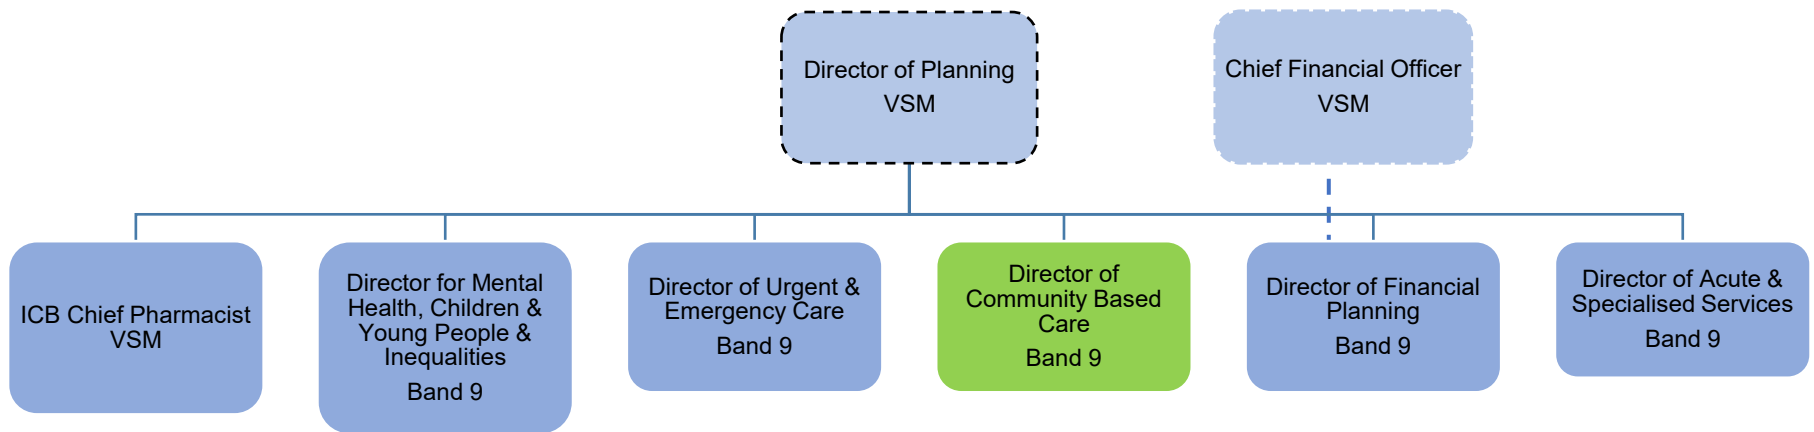 Director of Planning
VSM
Chief Financial Officer
VSM
ICB Chief Pharmacist
VSM
Director for Mental
Health, Children &
Young People &
Inequalities
Band 9
Director of Urgent &
Emergency Care
Band 9
Director of
Community Based
Care
Band 9
Director of Financial
Planning
Band 9
Director of Acute &
Specialised Services
Band 9